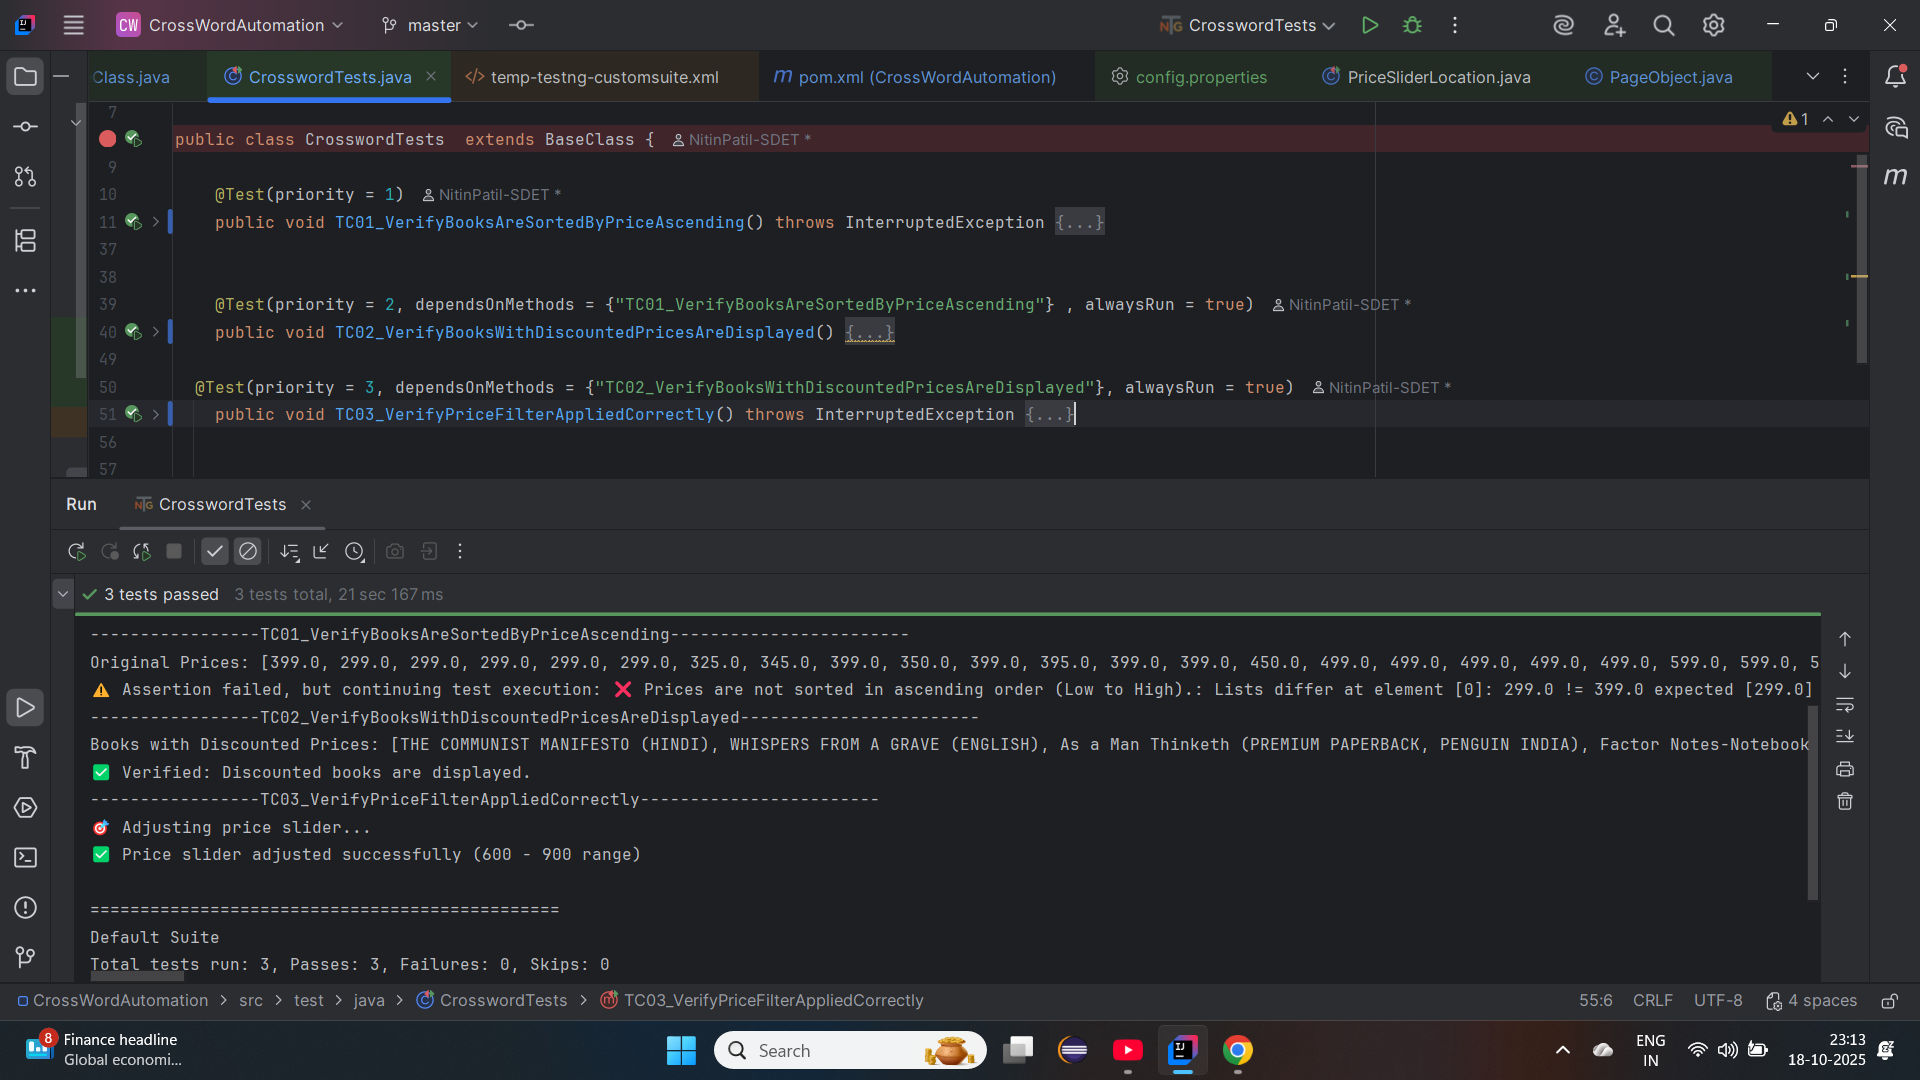 CW CrossWordAutomation master CrosswordTests
Class.java CrosswordTests.java temp-testng-customsuite.xml pom.xml (CrossWordAutomation) config.properties PriceSliderLocation.java PageObject.java
7
public class CrosswordTests extends BaseClass { NitinPatil-SDET *
1
9
10 @Test(priority = 1) NitinPatil-SDET *
11 public void TC01_VerifyBooksAreSortedByPriceAscending() throws InterruptedException {...}
37
38
39 @Test(priority = 2, dependsOnMethods = {"TC01_VerifyBooksAreSortedByPriceAscending"} , alwaysRun = true) NitinPatil-SDET *
40 public void TC02_VerifyBooksWithDiscountedPricesAreDisplayed() {...}
49
50 @Test(priority = 3, dependsOnMethods = {"TC02_VerifyBooksWithDiscountedPricesAreDisplayed"}, alwaysRun = true) NitinPatil-SDET *
51 public void TC03_VerifyPriceFilterAppliedCorrectly() throws InterruptedException {...}
56
57
Run CrosswordTests
3 tests passed 3 tests total, 21 sec 167 ms
-----------------TC01_VerifyBooksAreSortedByPriceAscending------------------------
Original Prices: [399.0, 299.0, 299.0, 299.0, 299.0, 299.0, 325.0, 345.0, 399.0, 350.0, 399.0, 395.0, 399.0, 399.0, 450.0, 499.0, 499.0, 499.0, 499.0, 499.0, 599.0, 599.0, 5
⚠️ Assertion failed, but continuing test execution: ❌ Prices are not sorted in ascending order (Low to High).: Lists differ at element [0]: 299.0 != 399.0 expected [299.0]
-----------------TC02_VerifyBooksWithDiscountedPricesAreDisplayed------------------------
Books with Discounted Prices: [THE COMMUNIST MANIFESTO (HINDI), WHISPERS FROM A GRAVE (ENGLISH), As a Man Thinketh (PREMIUM PAPERBACK, PENGUIN INDIA), Factor Notes-Notebook
✅ Verified: Discounted books are displayed.
-----------------TC03_VerifyPriceFilterAppliedCorrectly------------------------
🎯 Adjusting price slider...
✅ Price slider adjusted successfully (600 - 900 range)
===============================================
Default Suite
Total tests run: 3, Passes: 3, Failures: 0, Skips: 0
CrossWordAutomation > src > test > java > CrosswordTests > TC03_VerifyPriceFilterAppliedCorrectly 55:6 CRLF UTF-8 4 spaces
8 Finance headline
Global economi...
Search
ENG
IN
23:13
18-10-2025